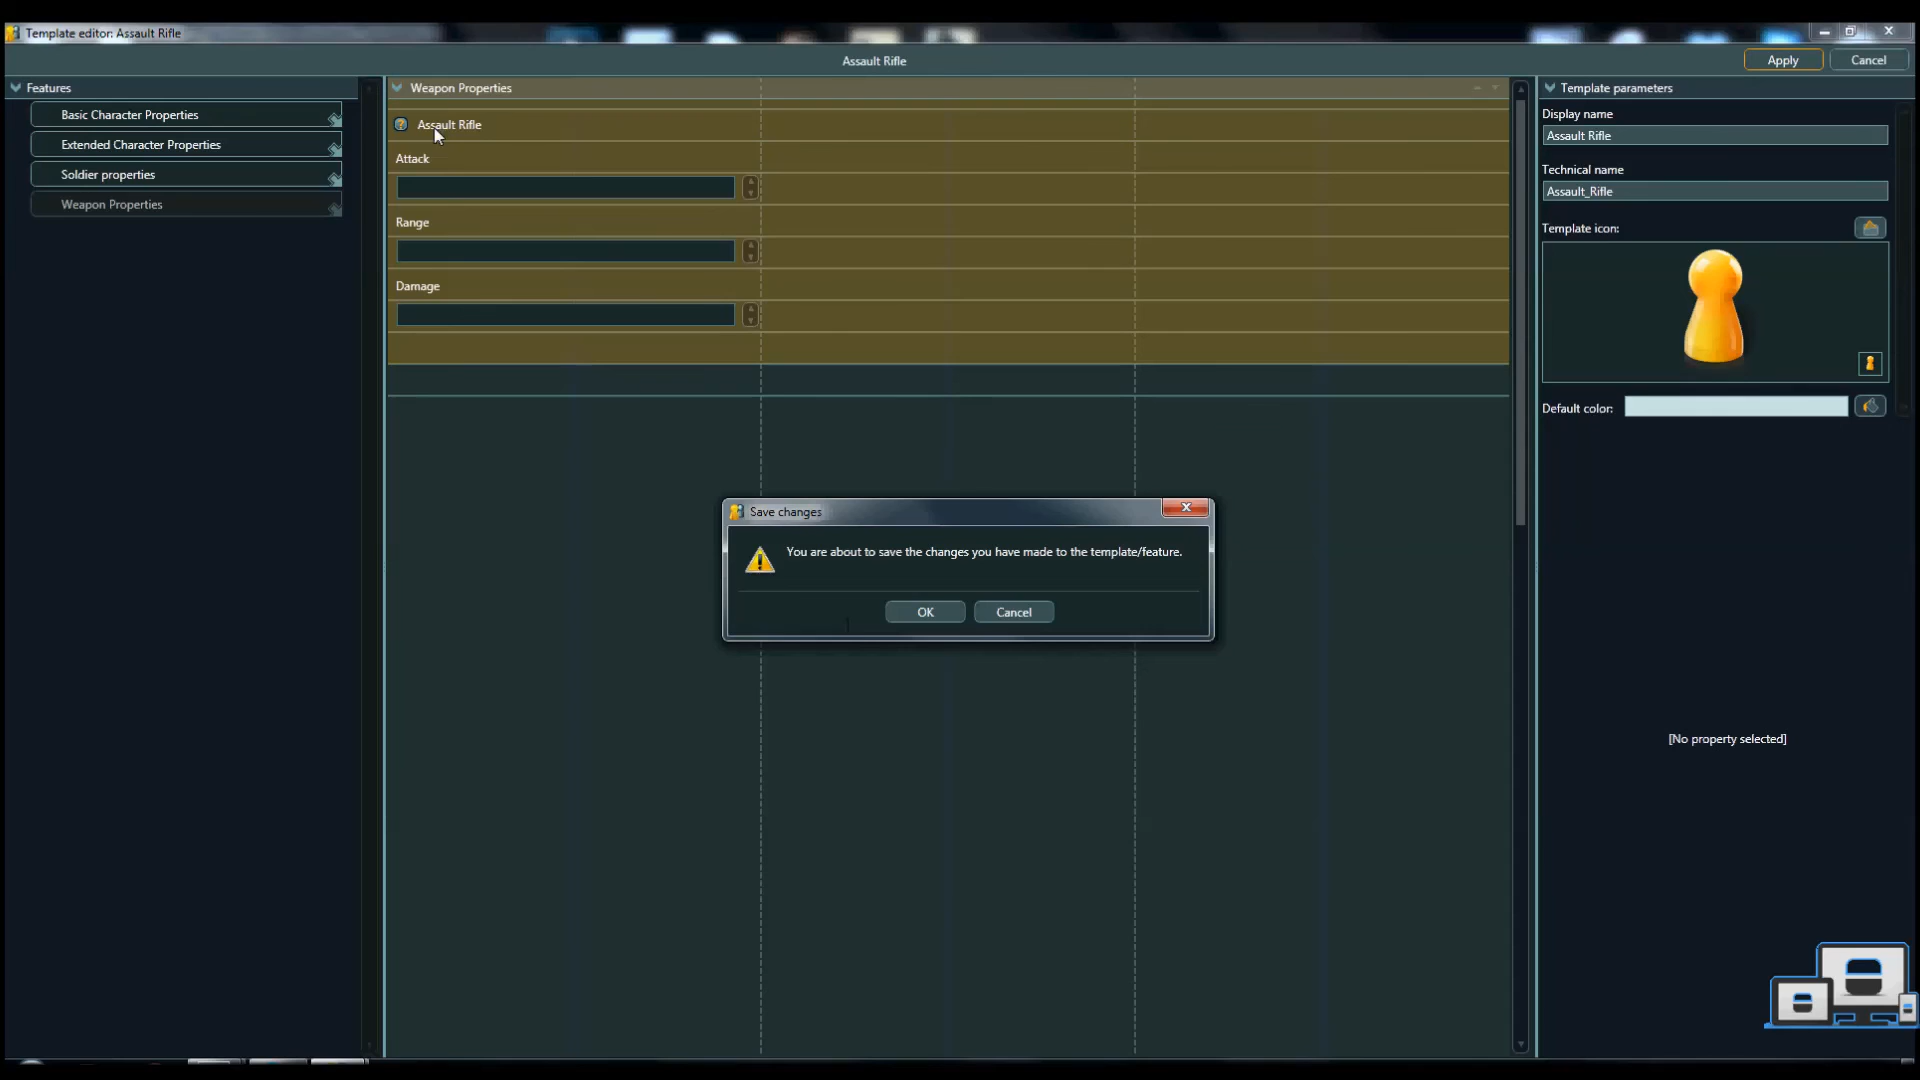 Template editor: Assault Rifle
Assault Rifle
Apply
Cancel
Features
Basic Character Properties
Extended Character Properties
Soldier properties
Weapon Properties
Weapon Properties
Assault Rifle
Attack
Range
Damage
Template parameters
Display name
Assault Rifle
Technical name
Assault_Rifle
Template icon:
Default color:
[No property selected]
Save changes
You are about to save the changes you have made to the template/feature.
OK
Cancel